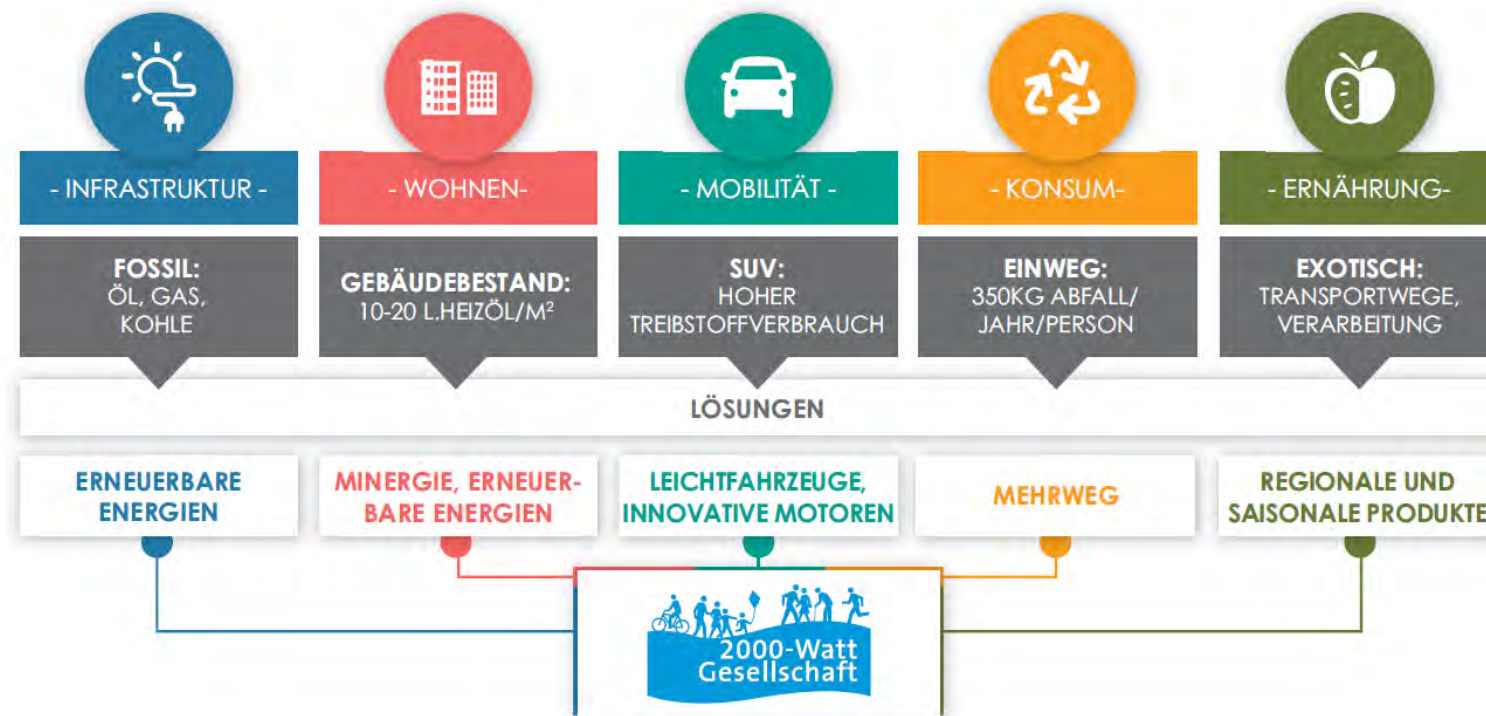 - INFRASTRUKTUR -
- WOHNEN-
- MOBILITÄT -
- KONSUM-
- ERNÄHRUNG-
FOSSIL:
ÖL, GAS,
KOHLE
GEBÄUDEBESTAND:
10-20 L.HEIZÖL/M²
SUV:
HOHER
TREIBSTOFFVERBRAUCH
EINWEG:
350KG ABFALL/
JAHR/PERSON
EXOTISCH:
TRANSPORTWEGE,
VERARBEITUNG
LÖSUNGEN
ERNEUERBARE
ENERGIEN
MINERGIE, ERNEUER-
BARE ENERGIEN
LEICHTFAHRZEUGE,
INNOVATIVE MOTOREN
MEHRWEG
REGIONALE UND
SAISONALE PRODUKTE
2000-Watt
Gesellschaft